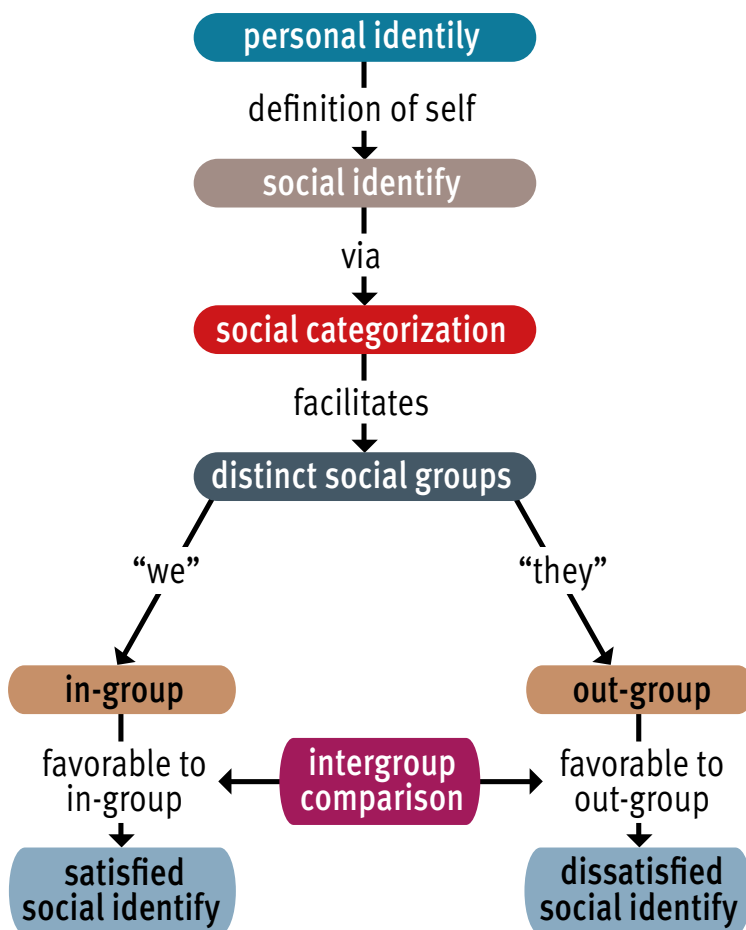 personal identily
definition of self
social identify
via
social categorization
facilitates
distinct social groups
“we”
“they”
in-group
out-group
favorable to
in-group
intergroup
comparison
favorable to
out-group
satisfied
social identify
dissatisfied
social identify